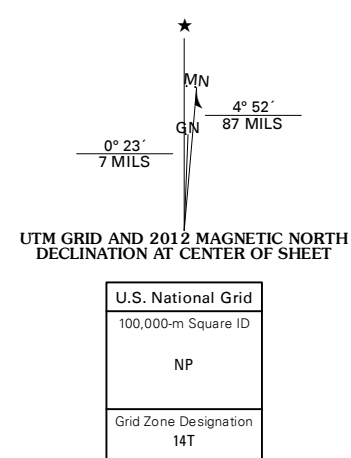 ★
MN
GN
4° 52´
87 MILS
0° 23´
7 MILS
UTM GRID AND 2012 MAGNETIC NORTH
DECLINATION AT CENTER OF SHEET
U.S. National Grid
100,000-m Square ID
NP
Grid Zone Designation
14T